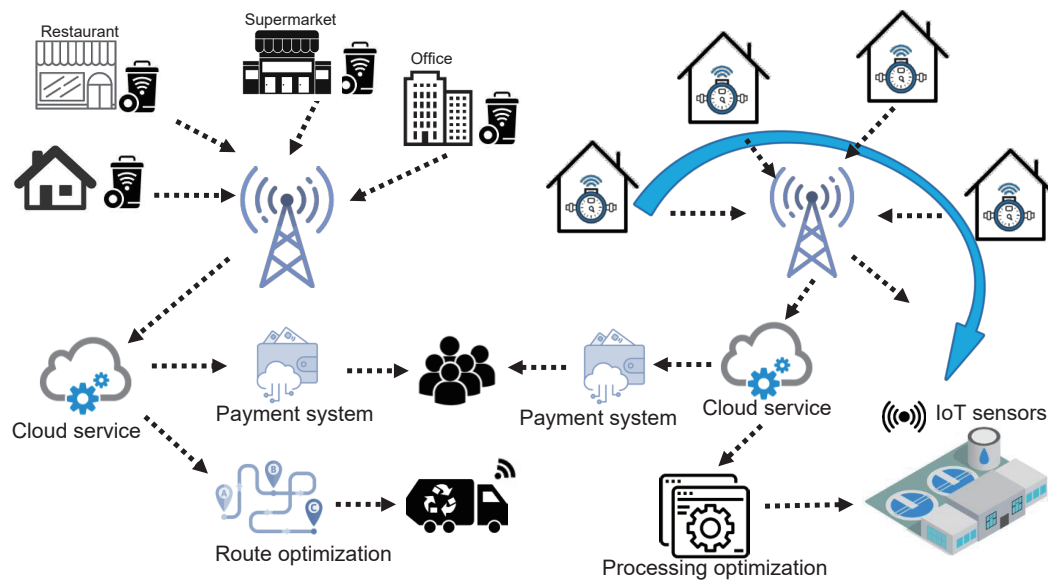 Restaurant
Supermarket
Office
Cloud service
Payment system
Payment system
Cloud service
IoT sensors
A
B
C
Route optimization
Processing optimization